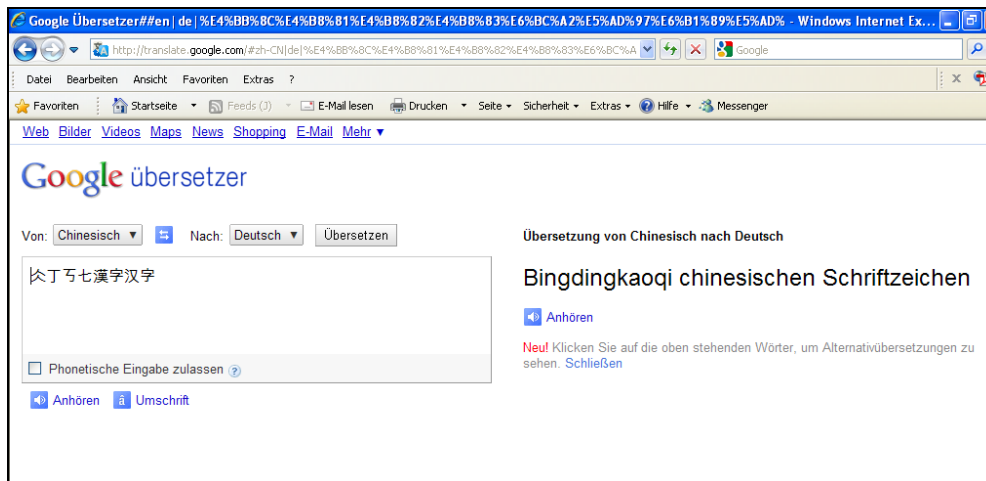 Google Übersetzer##en|de|%E4%BB%8C%E4%B8%81%E4%B8%82%E4%B8%83%E6%BC%A2%E5%AD%97%E6%B1%89%E5%AD% - Windows Internet Ex...
http://translate.google.com/#zh-CN|de|%E4%BB%8C%E4%B8%81%E4%B8%82%E4%B8%83%E6%BC%A Google
Datei Bearbeiten Ansicht Favoriten Extras ?
Favoriten Startseite Feeds (J) E-Mail lesen Drucken Seite Sicherheit Extras Hilfe Messenger
Web Bilder Videos Maps News Shopping E-Mail Mehr
Google übersetzer
Von: Chinesisch Nach: Deutsch Übersetzen
Übersetzung von Chinesisch nach Deutsch
仌丁丂七漢字汉字
Bingdingkaoqi chinesischen Schriftzeichen
Anhören
Neu! Klicken Sie auf die oben stehenden Wörter, um Alternativübersetzungen zu
sehen. Schließen
Phonetische Eingabe zulassen ?
Anhören â Umschrift